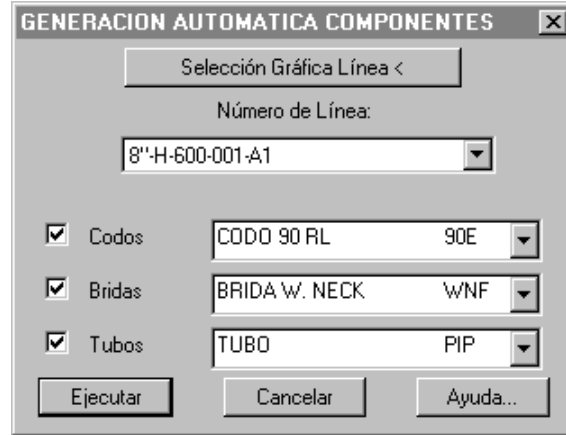 GENERACION AUTOMATICA COMPONENTES
Selección Gráfica Línea <
Número de Línea:
8"-H-600-001-A1
Codos CODO 90 RL 90E
Bridas BRIDA W. NECK WNF
Tubos TUBO PIP
Ejecutar Cancelar Ayuda...